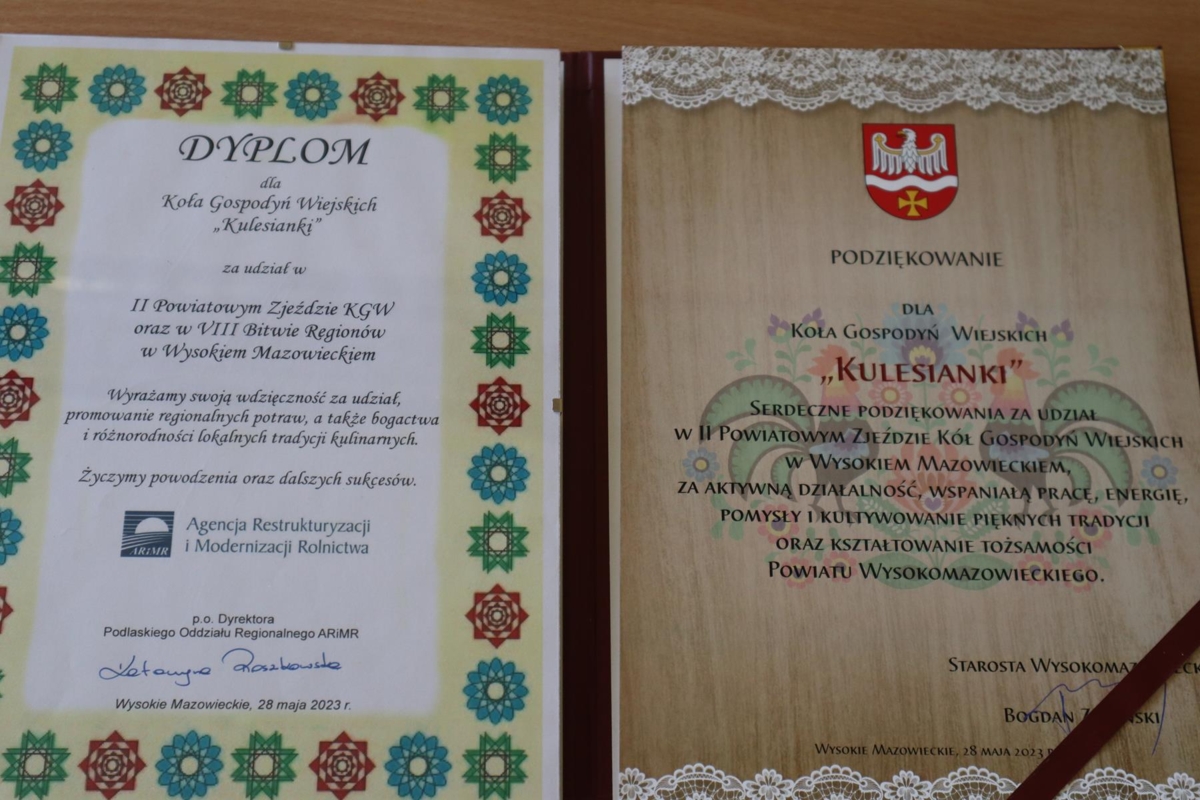 DYPLOM
dla
Koła Gospodyń Wiejskich
„Kulesianki”
za udział w
II Powiatowym Zjeździe KGW
oraz w VIII Bitwie Regionów
w Wysokiem Mazowieckiem
Wyrażamy swoją wdzięczność za udział,
promowanie regionalnych potraw, a także bogactwa
i różnorodności lokalnych tradycji kulinarnych.
Życzymy powodzenia oraz dalszych sukcesów.
ARiMR
Agencja Restrukturyzacji
i Modernizacji Rolnictwa
p.o. Dyrektora
Podlaskiego Oddziału Regionalnego ARiMR
Katarzyna Roszkowska
Wysokie Mazowieckie, 28 maja 2023 r.
PODZIĘKOWANIE
DLA
KOŁA GOSPODYŃ WIEJSKICH
„KULESIANKI”
SERDECZNE PODZIĘKOWANIA ZA UDZIAŁ
W II POWIATOWYM ZJEŹDZIE KÓŁ GOSPODYŃ WIEJSKICH
W WYSOKIEM MAZOWIECKIEM,
ZA AKTYWNĄ DZIAŁALNOŚĆ, WSPANIAŁĄ PRACĘ, ENERGIĘ,
POMYSŁY I KULTYWOWANIE PIĘKNYCH TRADYCJI
ORAZ KSZTAŁTOWANIE TOŻSAMOŚCI
POWIATU WYSOKOMAZOWIECKIEGO.
STAROSTA
BOGDAN
WYSOKIE MAZOWIECKIE, 28 MAJA 2023